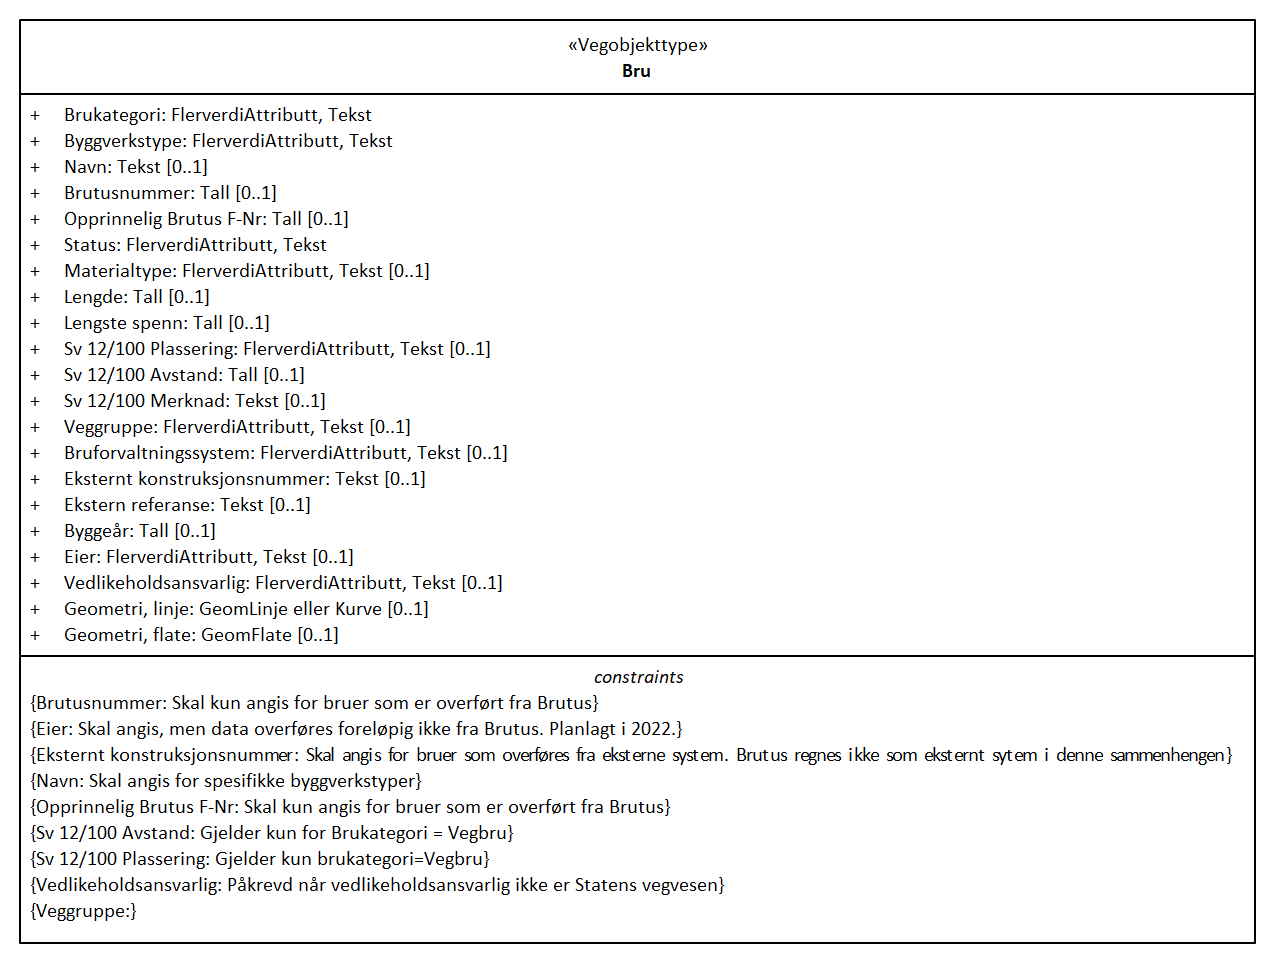 «Vegobjekttype»
Bru
+ Brukategori: FlerverdiAttributt, Tekst
+ Byggverkstype: FlerverdiAttributt, Tekst
+ Navn: Tekst [0..1]
+ Brutusnummer: Tall [0..1]
+ Opprinnelig Brutus F-Nr: Tall [0..1]
+ Status: FlerverdiAttributt, Tekst
+ Materialtype: FlerverdiAttributt, Tekst [0..1]
+ Lengde: Tall [0..1]
+ Lengste spenn: Tall [0..1]
+ Sv 12/100 Plassering: FlerverdiAttributt, Tekst [0..1]
+ Sv 12/100 Avstand: Tall [0..1]
+ Sv 12/100 Merknad: Tekst [0..1]
+ Veggruppe: FlerverdiAttributt, Tekst [0..1]
+ Bruforvaltningssystem: FlerverdiAttributt, Tekst [0..1]
+ Eksternt konstruksjonsnummer: Tekst [0..1]
+ Ekstern referanse: Tekst [0..1]
+ Byggeår: Tall [0..1]
+ Eier: FlerverdiAttributt, Tekst [0..1]
+ Vedlikeholdsansvarlig: FlerverdiAttributt, Tekst [0..1]
+ Geometri, linje: GeomLinje eller Kurve [0..1]
+ Geometri, flate: GeomFlate [0..1]
constraints
{Brutusnummer: Skal kun angis for bruer som er overført fra Brutus}
{Eier: Skal angis, men data overføres foreløpig ikke fra Brutus. Planlagt i 2022.}
{Eksternt konstruksjonsnummer: Skal angis for bruer som overføres fra eksterne system. Brutus regnes ikke som eksternt sytem i denne sammenhengen}
{Navn: Skal angis for spesifikke byggverkstyper}
{Opprinnelig Brutus F-Nr: Skal kun angis for bruer som er overført fra Brutus}
{Sv 12/100 Avstand: Gjelder kun for Brukategori = Vegbru}
{Sv 12/100 Plassering: Gjelder kun brukategori=Vegbru}
{Vedlikeholdsansvarlig: Påkrevd når vedlikeholdsansvarlig ikke er Statens vegvesen}
{Veggruppe:}